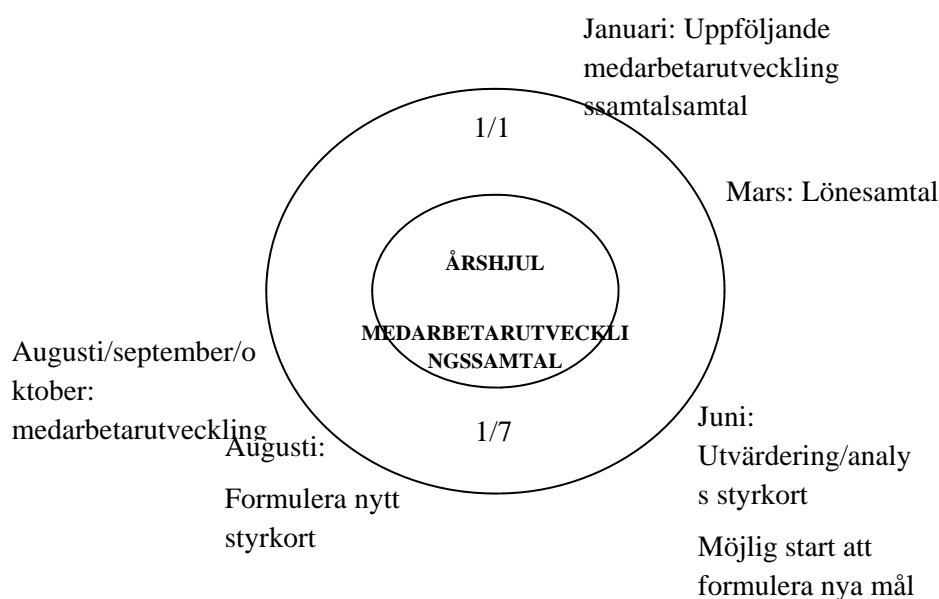 Januari: Uppföljande
medarbetarutveckling
ssamtalsamtal
1/1
Mars: Lönesamtal
ÅRSHJUL
MEDARBETARUTVECKLI
NGSSAMTAL
Augusti/september/o
ktober:
medarbetarutveckling
1/7
Augusti:
Formulera nytt
styrkort
Juni:
Utvärdering/analy
s styrkort
Möjlig start att
formulera nya mål